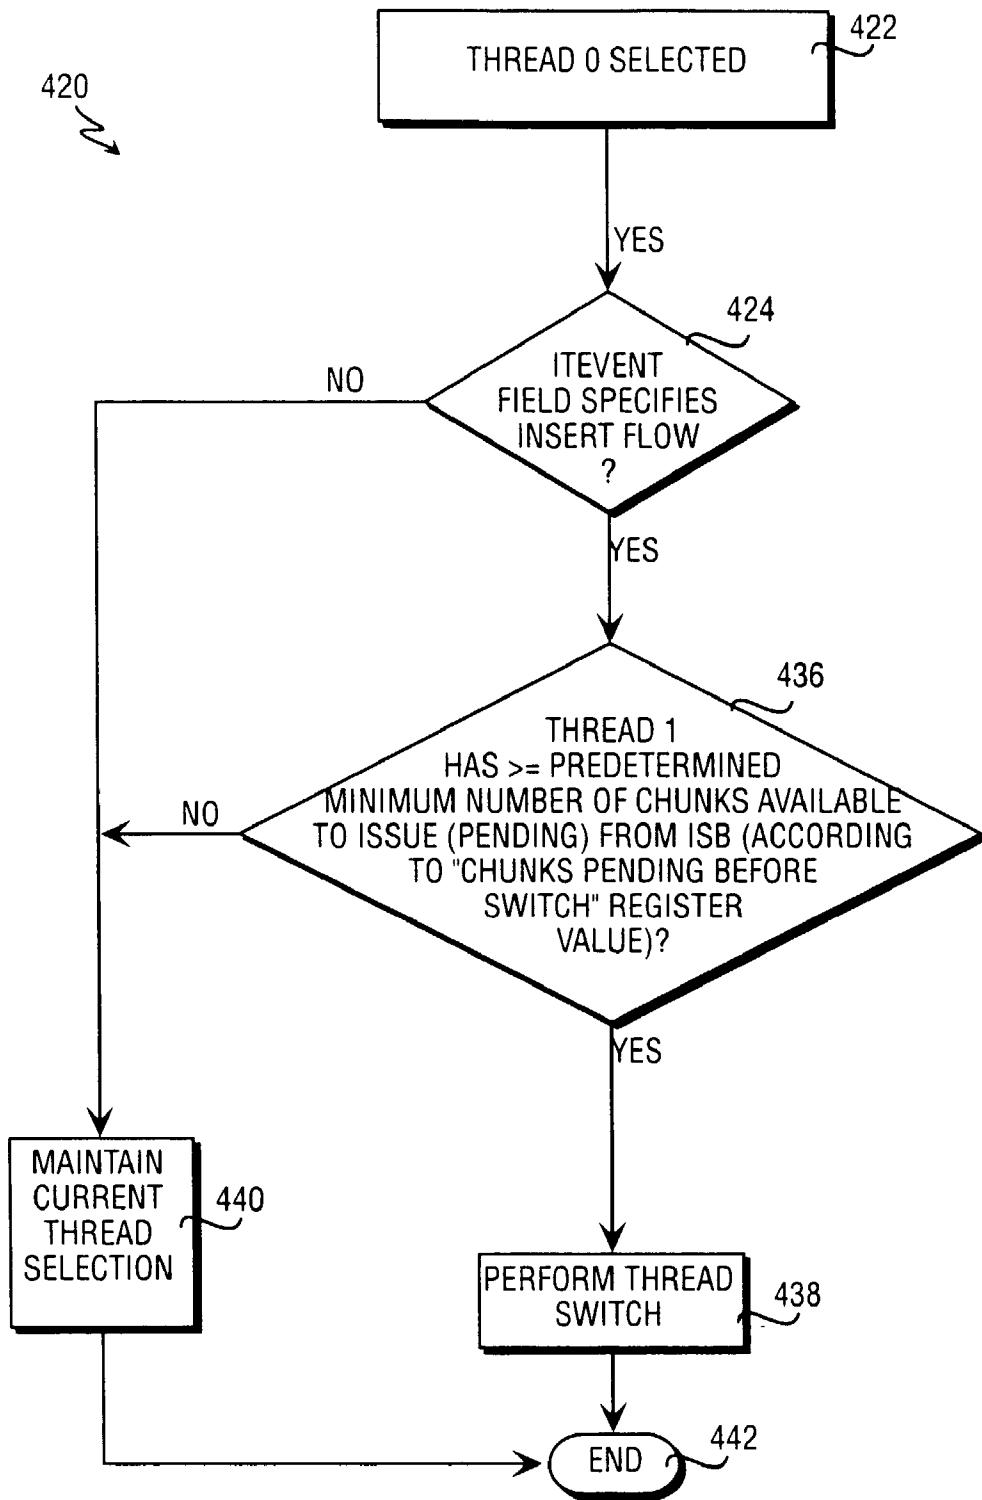 THREAD 0 SELECTED
422
420
YES
424
ITEVENT
FIELD SPECIFIES
INSERT FLOW
?
NO
YES
436
THREAD 1
HAS >= PREDETERMINED
MINIMUM NUMBER OF CHUNKS AVAILABLE
TO ISSUE (PENDING) FROM ISB (ACCORDING
TO "CHUNKS PENDING BEFORE
SWITCH" REGISTER
VALUE)?
NO
YES
MAINTAIN
CURRENT
THREAD
SELECTION
440
PERFORM THREAD
SWITCH
438
END
442